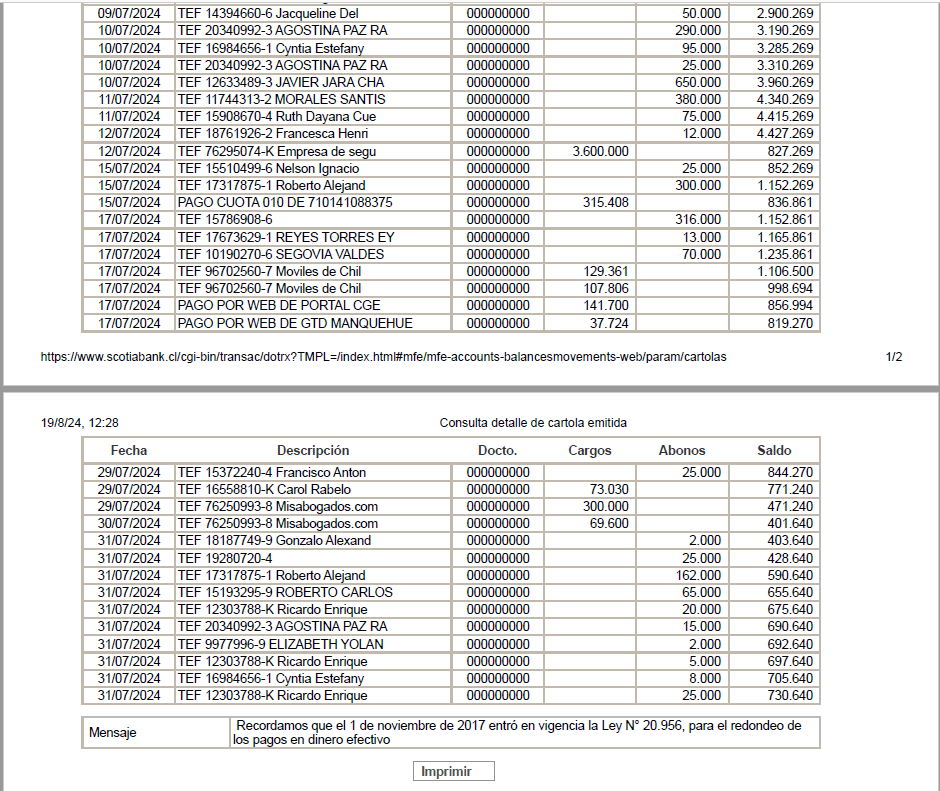 09/07/2024 TEF 14394660-6 Jacqueline Del 000000000 50.000 2.900.269
10/07/2024 TEF 20340992-3 AGOSTINA PAZ RA 000000000 290.000 3.190.269
10/07/2024 TEF 16984656-1 Cyntia Estefany 000000000 95.000 3.285.269
10/07/2024 TEF 20340992-3 AGOSTINA PAZ RA 000000000 25.000 3.310.269
10/07/2024 TEF 12633489-3 JAVIER JARA CHA 000000000 650.000 3.960.269
11/07/2024 TEF 11744313-2 MORALES SANTIS 000000000 380.000 4.340.269
11/07/2024 TEF 15908670-4 Ruth Dayana Cue 000000000 75.000 4.415.269
12/07/2024 TEF 18761926-2 Francesca Henri 000000000 12.000 4.427.269
12/07/2024 TEF 76295074-K Empresa de segu 000000000 3.600.000 827.269
15/07/2024 TEF 15510499-6 Nelson Ignacio 000000000 25.000 852.269
15/07/2024 TEF 17317875-1 Roberto Alejand 000000000 300.000 1.152.269
15/07/2024 PAGO CUOTA 010 DE 710141088375 000000000 315.408 836.861
17/07/2024 TEF 15786908-6 000000000 316.000 1.152.861
17/07/2024 TEF 17673629-1 REYES TORRES EY 000000000 13.000 1.165.861
17/07/2024 TEF 10190270-6 SEGOVIA VALDES 000000000 70.000 1.235.861
17/07/2024 TEF 96702560-7 Moviles de Chil 000000000 129.361 1.106.500
17/07/2024 TEF 96702560-7 Moviles de Chil 000000000 107.806 998.694
17/07/2024 PAGO POR WEB DE PORTAL CGE 000000000 141.700 856.994
17/07/2024 PAGO POR WEB DE GTD MANQUEHUE 000000000 37.724 819.270
https://www.scotiabank.cl/cgi-bin/transac/dotrx?TMPL=/index.html#mfe/mfe-accounts-balancesmovements-web/param/cartolas 1/2
19/8/24, 12:28 Consulta detalle de cartola emitida
Fecha Descripción Docto. Cargos Abonos Saldo
29/07/2024 TEF 15372240-4 Francisco Anton 000000000 25.000 844.270
29/07/2024 TEF 16558810-K Carol Rabelo 000000000 73.030 771.240
29/07/2024 TEF 76250993-8 Misabogados.com 000000000 300.000 471.240
30/07/2024 TEF 76250993-8 Misabogados.com 000000000 69.600 401.640
31/07/2024 TEF 18187749-9 Gonzalo Alexand 000000000 2.000 403.640
31/07/2024 TEF 19280720-4 000000000 25.000 428.640
31/07/2024 TEF 17317875-1 Roberto Alejand 000000000 162.000 590.640
31/07/2024 TEF 15193295-9 ROBERTO CARLOS 000000000 65.000 655.640
31/07/2024 TEF 12303788-K Ricardo Enrique 000000000 20.000 675.640
31/07/2024 TEF 20340992-3 AGOSTINA PAZ RA 000000000 15.000 690.640
31/07/2024 TEF 9977996-9 ELIZABETH YOLAN 000000000 2.000 692.640
31/07/2024 TEF 12303788-K Ricardo Enrique 000000000 5.000 697.640
31/07/2024 TEF 16984656-1 Cyntia Estefany 000000000 8.000 705.640
31/07/2024 TEF 12303788-K Ricardo Enrique 000000000 25.000 730.640
Mensaje Recordamos que el 1 de noviembre de 2017 entró en vigencia la Ley N° 20.956, para el redondeo de
los pagos en dinero efectivo
Imprimir